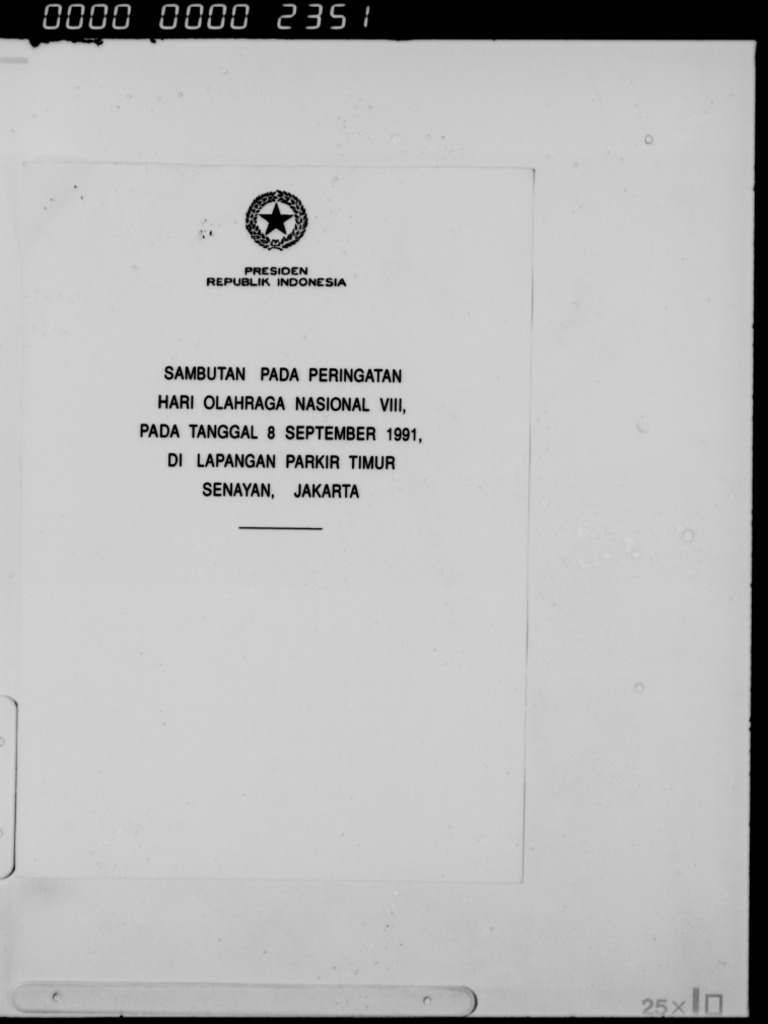 0000 0000 2351
PRESIDEN
REPUBLIK INDONESIA
SAMBUTAN PADA PERINGATAN
HARI OLAHRAGA NASIONAL VIII,
PADA TANGGAL 8 SEPTEMBER 1991,
DI LAPANGAN PARKIR TIMUR
SENAYAN, JAKARTA
25×